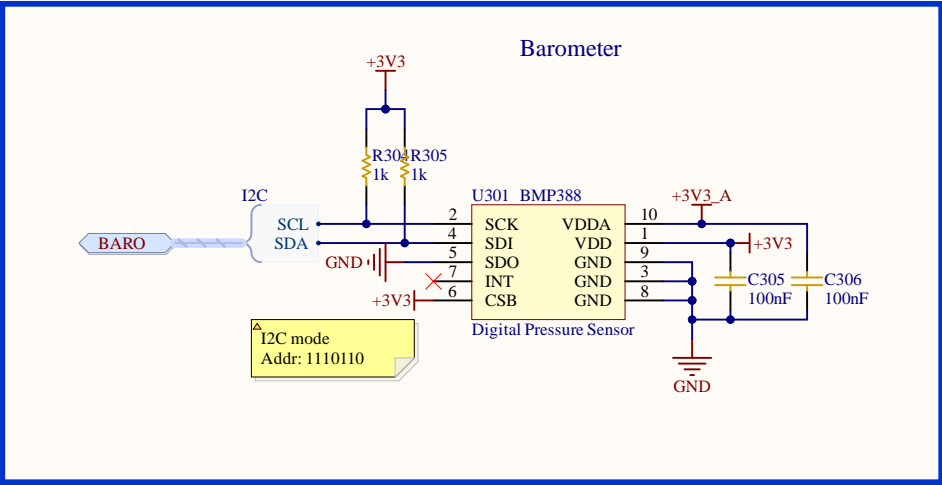 Barometer
+3V3
R304
R305
1k
1k
I2C
SCL
SDA
BARO
GND
+3V3
U301 BMP388
2 SCK VDDA 10
4 SDI VDD 1
5 SDO GND 9
7 INT GND 3
6 CSB GND 8
Digital Pressure Sensor
+3V3_A
+3V3
C305
100nF
C306
100nF
GND
I2C mode
Addr: 1110110